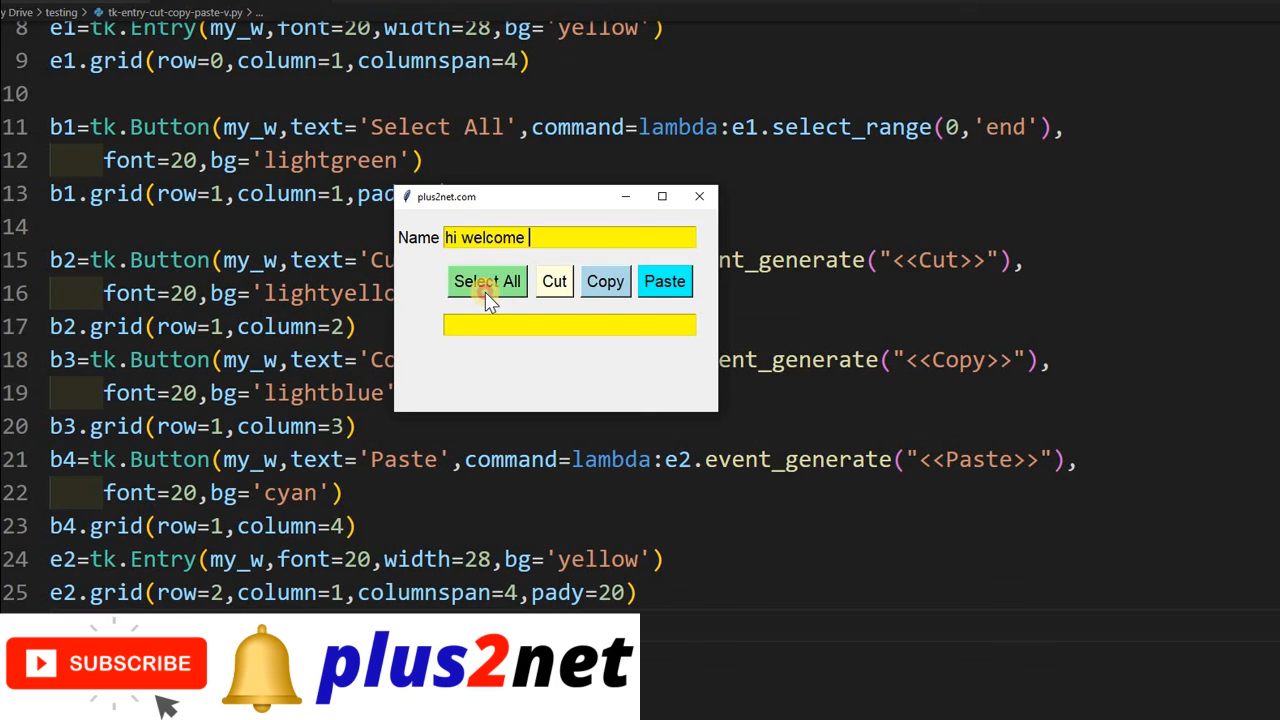 y Drive > testing > tk-entry-cut-copy-paste-v.py > ...
8 e1=tk.Entry(my_w,font=20,width=28,bg='yellow')
9 e1.grid(row=0,column=1,columnspan=4)
10
11 b1=tk.Button(my_w,text='Select All',command=lambda:e1.select_range(0,'end'),
12 font=20,bg='lightgreen')
13 b1.grid(row=1,column=1,pad
14
15 b2=tk.Button(my_w,text='Cu nt_generate("<<Cut>>"),
16 font=20,bg='lightyello
17 b2.grid(row=1,column=2)
18 b3=tk.Button(my_w,text='Co vent_generate("<<Copy>>"),
19 font=20,bg='lightblue'
20 b3.grid(row=1,column=3)
21 b4=tk.Button(my_w,text='Paste',command=lambda:e2.event_generate("<<Paste>>"),
22 font=20,bg='cyan')
23 b4.grid(row=1,column=4)
24 e2=tk.Entry(my_w,font=20,width=28,bg='yellow')
25 e2.grid(row=2,column=1,columnspan=4,pady=20)
plus2net.com
Name hi welcome
Select All Cut Copy Paste
SUBSCRIBE plus2net